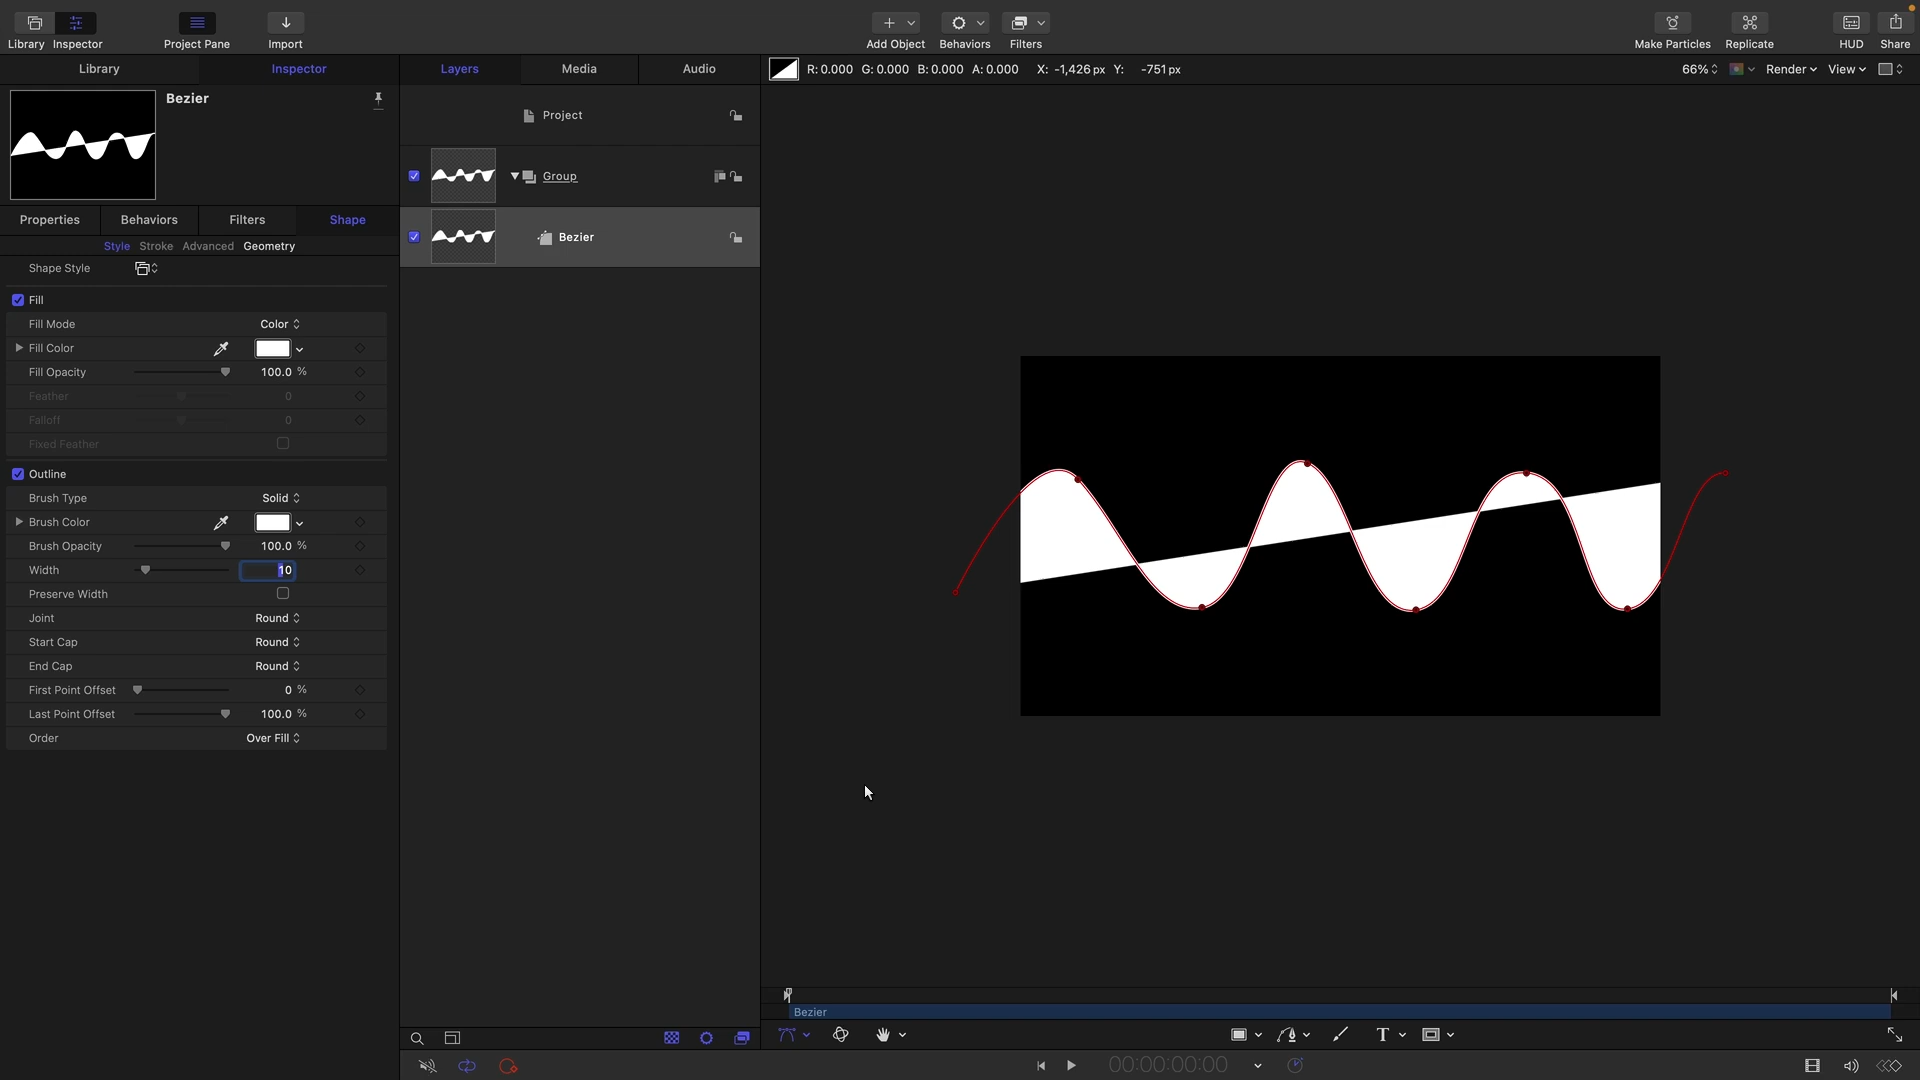 Library Inspector Project Pane Import Add Object Behaviors Filters Make Particles Replicate HUD Share
Library Inspector Layers Media Audio R:0.000 G:0.000 B:0.000 A:0.000 X: -1,426 px Y: -751 px 66% Render View
Bezier
Project
Group
Bezier
Properties Behaviors Filters Shape
Style Stroke Advanced Geometry
Shape Style
Fill
Fill Mode Color
Fill Color
Fill Opacity 100.0 %
Feather 0
Falloff 0
Fixed Feather
Outline
Brush Type Solid
Brush Color
Brush Opacity 100.0 %
Width 10
Preserve Width
Joint Round
Start Cap Round
End Cap Round
First Point Offset 0 %
Last Point Offset 100.0 %
Order Over Fill
Bezier
T
00:00:00:00